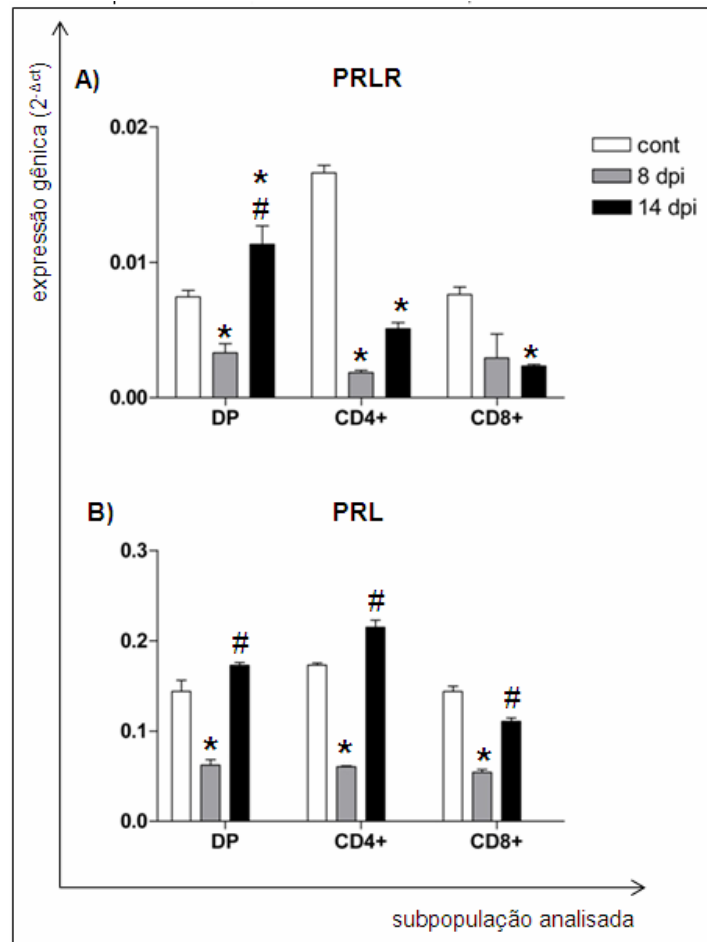 expressão gênica (2^-Δct)
A) PRLR
cont
8 dpi
14 dpi
0.02
0.01
0.00
* # * * * *
DP CD4+ CD8+
B) PRL
0.3
0.2
0.1
0.0
* # * # * #
DP CD4+ CD8+
subpopulação analisada